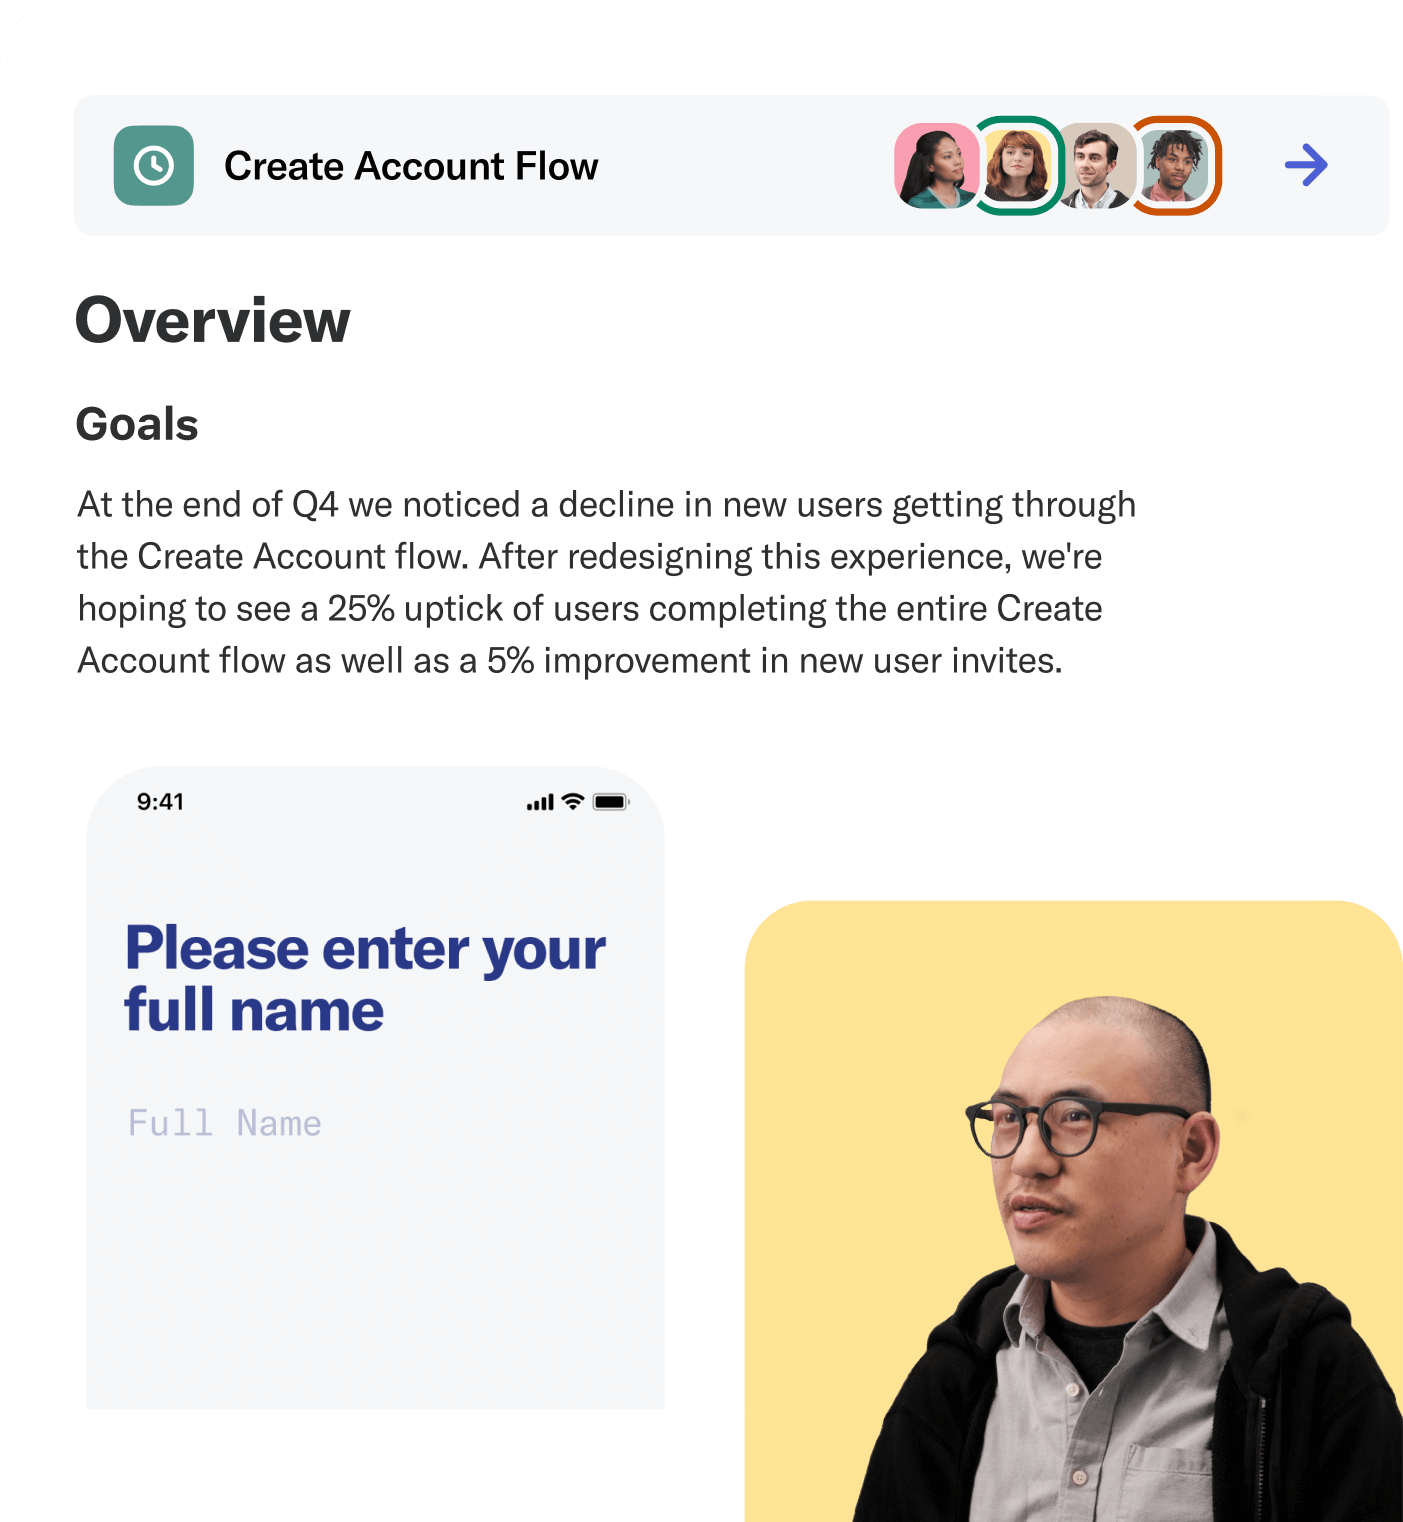 Create Account Flow
Overview
Goals
At the end of Q4 we noticed a decline in new users getting through
the Create Account flow. After redesigning this experience, we're
hoping to see a 25% uptick of users completing the entire Create
Account flow as well as a 5% improvement in new user invites.
9:41
Please enter your
full name
Full Name